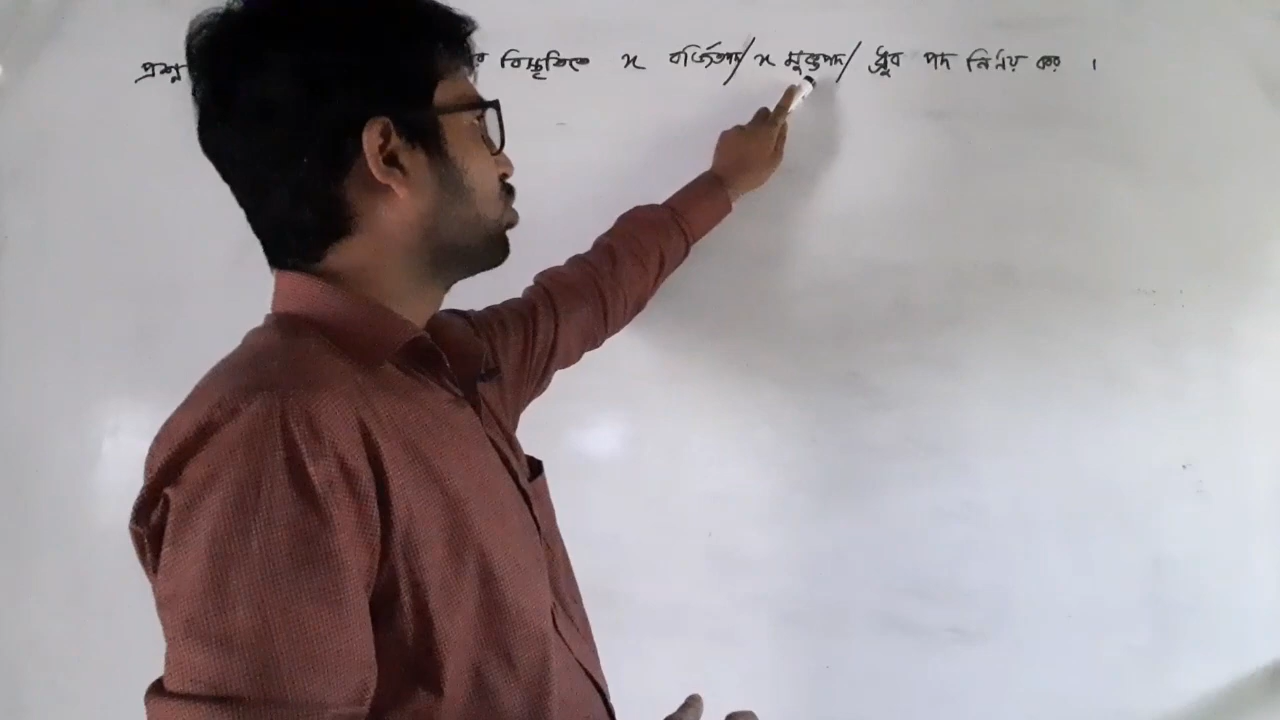 প্রশ্ন র বিস্তৃতিতে x বর্জিতপদ/x মুক্তপদ/ ধ্রুব পদ নির্ণয় কর ।